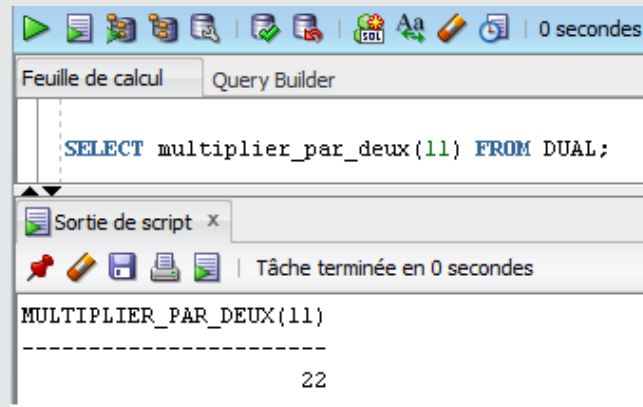 0 secondes
Feuille de calcul Query Builder
SELECT multiplier_par_deux(11) FROM DUAL;
Sortie de script x
Tâche terminée en 0 secondes
MULTIPLIER_PAR_DEUX(11)
-----------------------
22